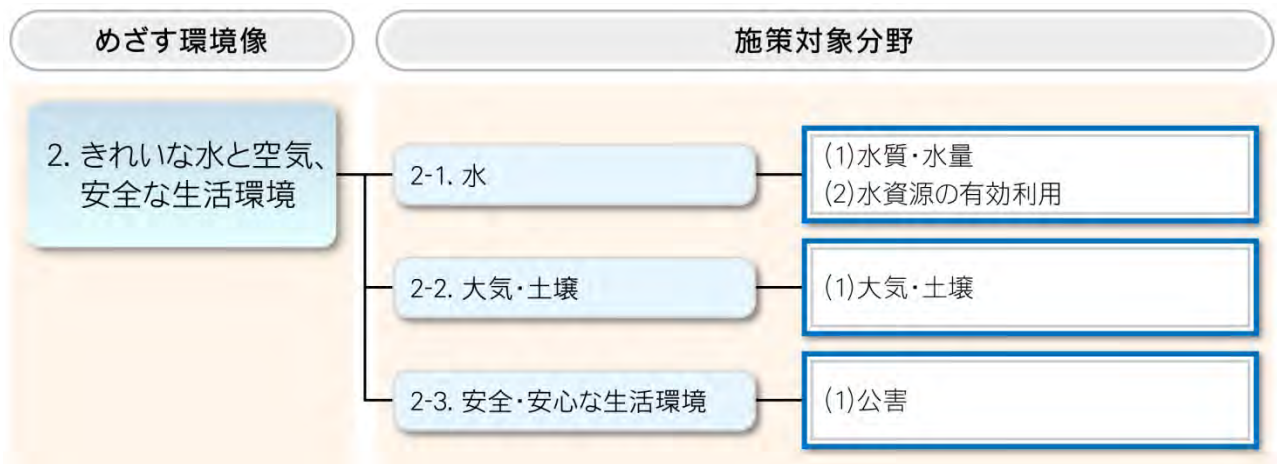 めざす環境像
施策対象分野
2. きれいな水と空気、
安全な生活環境
2-1. 水
(1)水質・水量
(2)水資源の有効利用
2-2. 大気・土壌
(1)大気・土壌
2-3. 安全・安心な生活環境
(1)公害